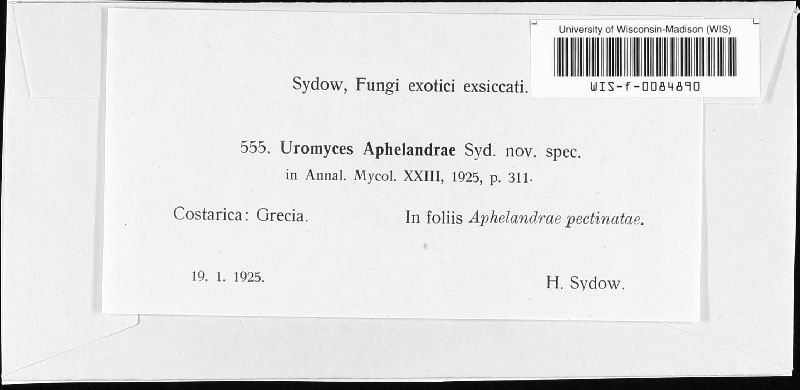 University of Wisconsin-Madison (WIS)
WIS-f-0084890
Sydow, Fungi exotici exsiccati.
555. Uromyces Aphelandrae Syd. nov. spec.
in Annal. Mycol. XXIII, 1925, p. 311.
Costarica: Grecia. In foliis Aphelandrae pectinatae.
19. 1. 1925. H. Sydow.